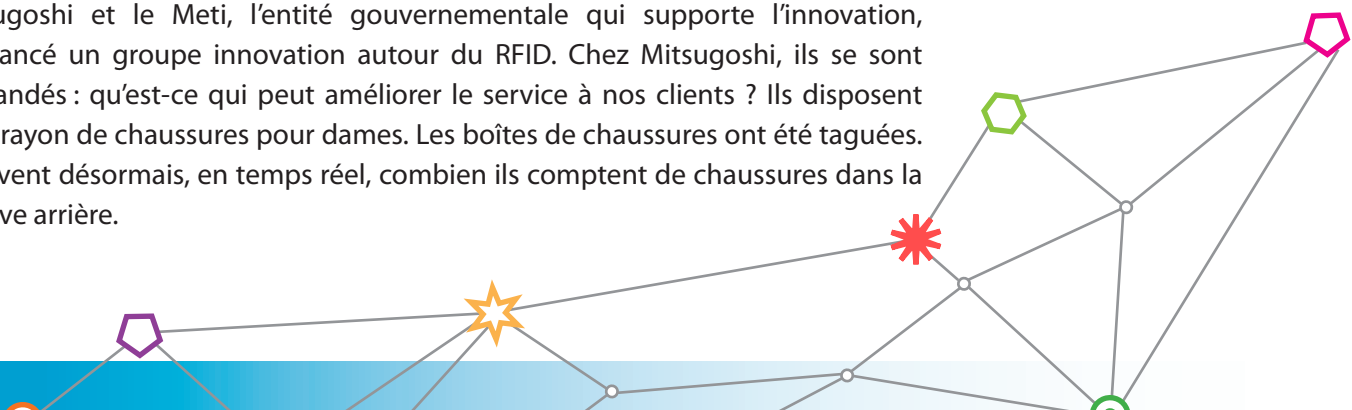 ugoshi et le Meti, l'entité gouvernementale qui supporte l'innovation,
ancé un groupe innovation autour du RFID. Chez Mitsugoshi, ils se sont
andés : qu'est-ce qui peut améliorer le service à nos clients ? Ils disposent
rayon de chaussures pour dames. Les boîtes de chaussures ont été taguées.
vent désormais, en temps réel, combien ils comptent de chaussures dans la
ve arrière.